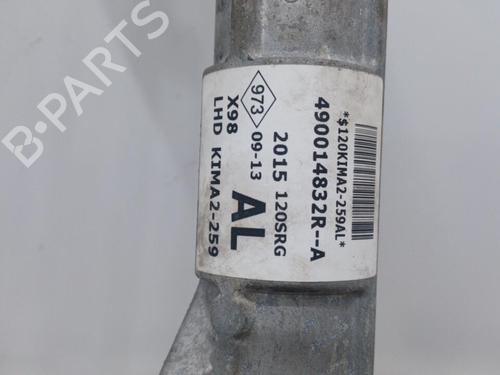 *$120KIMA2-259AL*
490014832R--A
2015 120SRG
973 09-13 AL
X98
LHD KIMA2-259
B-PARTS